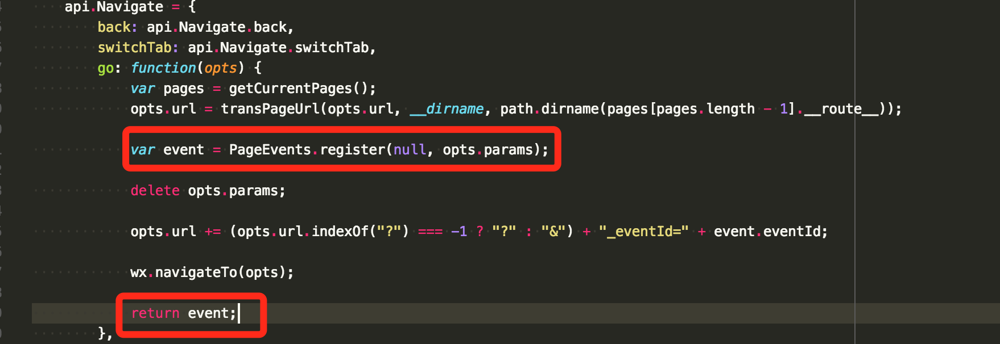 api.Navigate = {
back: api.Navigate.back,
switchTab: api.Navigate.switchTab,
go: function(opts) {
var pages = getCurrentPages();
opts.url = transPageUrl(opts.url, __dirname, path.dirname(pages[pages.length - 1].__route__));
var event = PageEvents.register(null, opts.params);
delete opts.params;
opts.url += (opts.url.indexOf("?") === -1 ? "?" : "&") + "_eventId=" + event.eventId;
wx.navigateTo(opts);
return event;
},